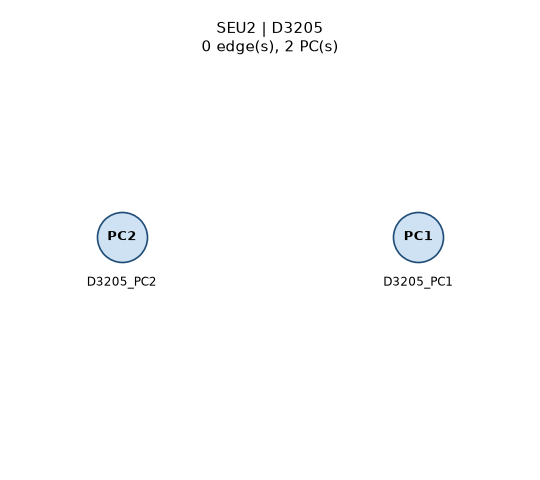 SEU2 | D3205
0 edge(s), 2 PC(s)
PC2
PC1
D3205_PC2
D3205_PC1